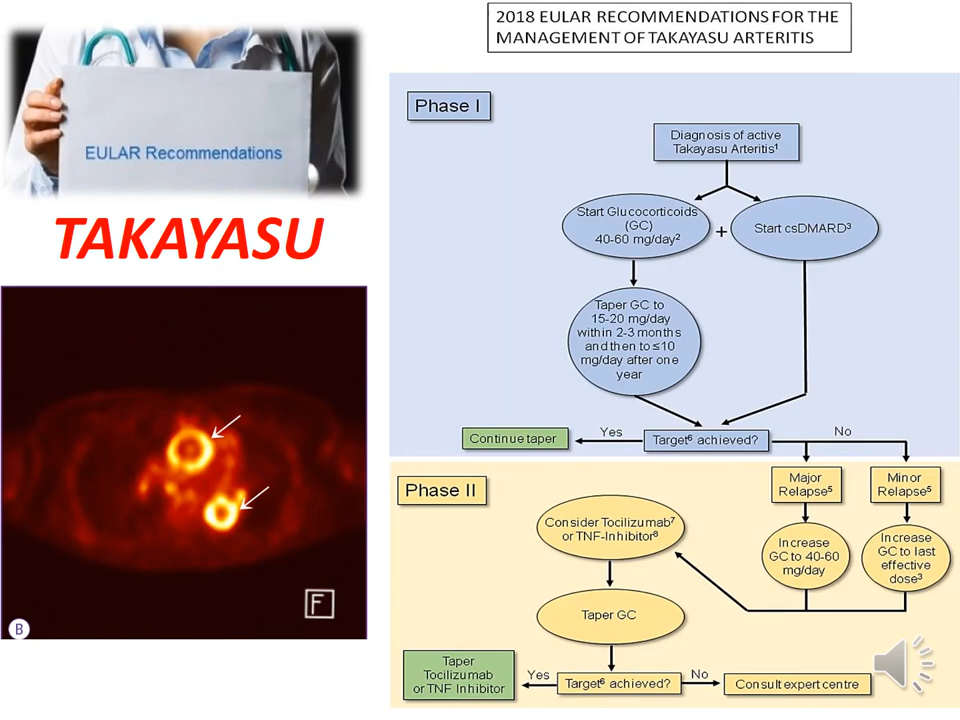 2018 EULAR RECOMMENDATIONS FOR THE
MANAGEMENT OF TAKAYASU ARTERITIS
EULAR Recommendations
TAKAYASU
F
B
Phase I
Diagnosis of active
Takayasu Arteritis¹
Start Glucocorticoids
(GC)
40-60 mg/day²
+
Start csDMARD³
Taper GC to
15-20 mg/day
within 2-3 months
and then to ≤10
mg/day after one
year
Continue taper
Yes
Target⁶ achieved?
No
Phase II
Major
Relapse⁵
Minor
Relapse⁵
Consider Tocilizumab⁷
or TNF-Inhibitor⁸
Increase
GC to 40-60
mg/day
Increase
GC to last
effective
dose³
Taper GC
Taper
Tocilizumab
or TNF Inhibitor
Yes
Target⁶ achieved?
No
Consult expert centre